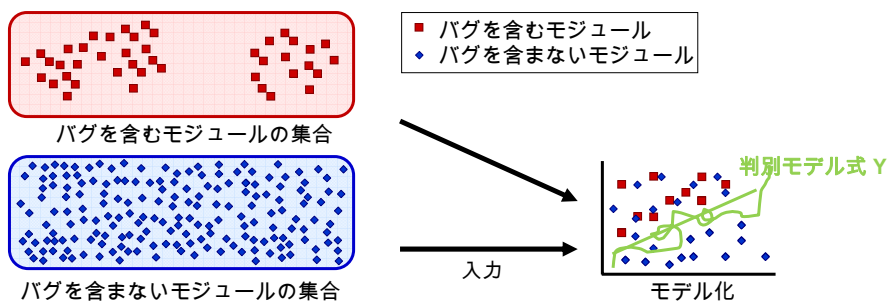 バグを含むモジュール
バグを含まないモジュール
バグを含むモジュールの集合
判別モデル式 Y
入力
バグを含まないモジュールの集合
モデル化